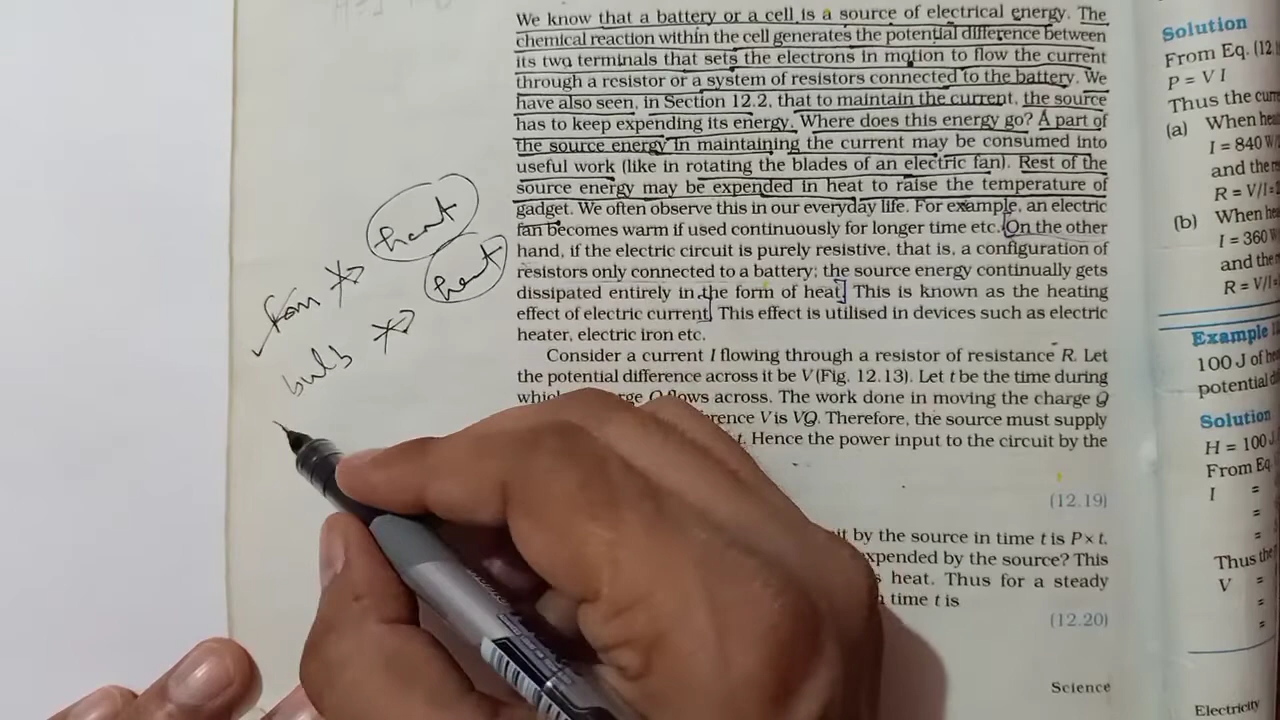 We know that a battery or a cell is a source of electrical energy. The
chemical reaction within the cell generates the potential difference between
its two terminals that sets the electrons in motion to flow the current
through a resistor or a system of resistors connected to the battery. We
have also seen, in Section 12.2, that to maintain the current, the source
has to keep expending its energy. Where does this energy go? A part of
the source energy in maintaining the current may be consumed into
useful work (like in rotating the blades of an electric fan). Rest of the
source energy may be expended in heat to raise the temperature of
gadget. We often observe this in our everyday life. For example, an electric
fan becomes warm if used continuously for longer time etc. On the other
hand, if the electric circuit is purely resistive, that is, a configuration of
resistors only connected to a battery; the source energy continually gets
dissipated entirely in the form of heat. This is known as the heating
effect of electric current. This effect is utilised in devices such as electric
heater, electric iron etc.
Consider a current I flowing through a resistor of resistance R. Let
the potential difference across it be V (Fig. 12.13). Let t be the time during
which Q flows across. The work done in moving the charge Q
V is VQ. Therefore, the source must supply
t. Hence the power input to the circuit by the
(12.19)
by the source in time t is P × t.
expended by the source? This
heat. Thus for a steady
time t is
(12.20)
Science
fan heat
bulb heat
Solution
From Eq. (12
P = V I
Thus the
(a) When
I = 840 W/
and the
R = V/I =
(b) When
I = 360 W
and the
R = V/I =
Example
100 J of
potential
Solution
H = 100 J
From Eq
I =
=
=
Thus the
V =
=
=
Electricity